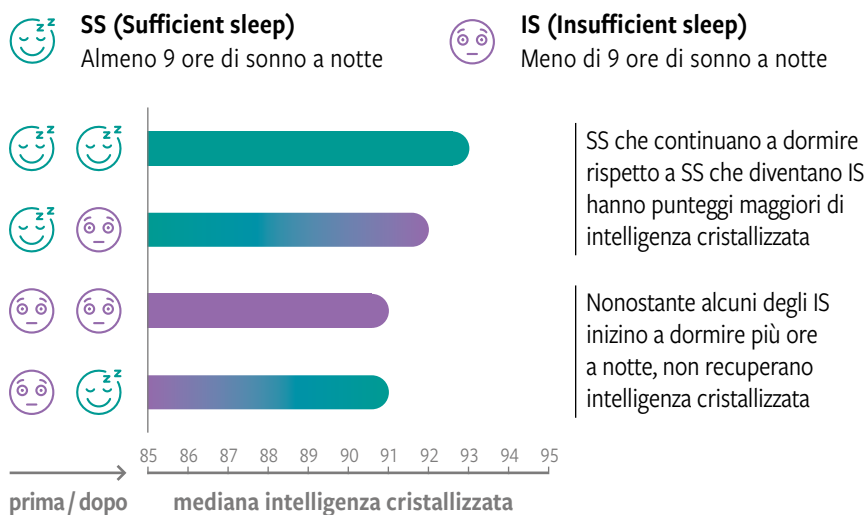 SS (Sufficient sleep)
Almeno 9 ore di sonno a notte
IS (Insufficient sleep)
Meno di 9 ore di sonno a notte
SS che continuano a dormire
rispetto a SS che diventano IS
hanno punteggi maggiori di
intelligenza cristallizzata
Nonostante alcuni degli IS
inizino a dormire più ore
a notte, non recuperano
intelligenza cristallizzata
85 86 87 88 89 90 91 92 93 94 95
prima / dopo
mediana intelligenza cristallizzata